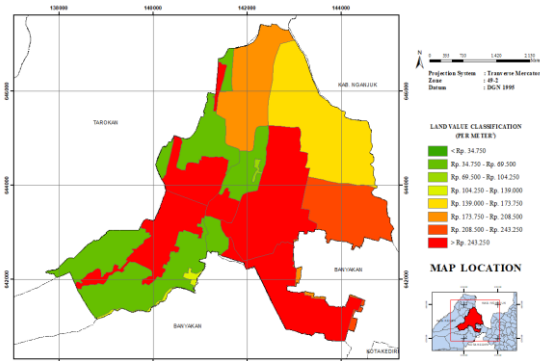 138000 140000 142000 144000
KAB. NGANJUK
TAROKAN
BANYAKAN
BANYAKAN
KOTA KEDIRI
N
Projection System : Transverse Mercator
Zone : 49-2
Datum : DGN 1995
LAND VALUE CLASSIFICATION
(PER METER²)
< Rp. 34.750
Rp. 34.750 - Rp. 69.500
Rp. 69.500 - Rp. 104.250
Rp. 104.250 - Rp. 139.000
Rp. 139.000 - Rp. 173.750
Rp. 173.750 - Rp. 208.500
Rp. 208.500 - Rp. 243.250
> Rp. 243.250
MAP LOCATION